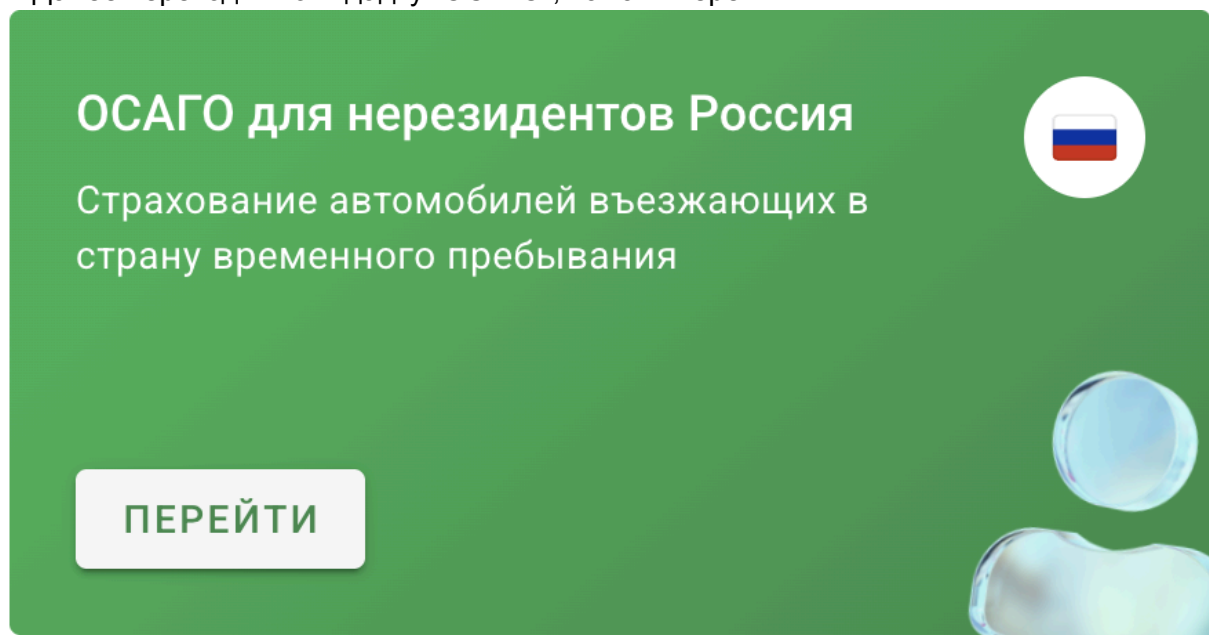 ОСАГО для нерезидентов Россия
Страхование автомобилей въезжающих в
страну временного пребывания
ПЕРЕЙТИ